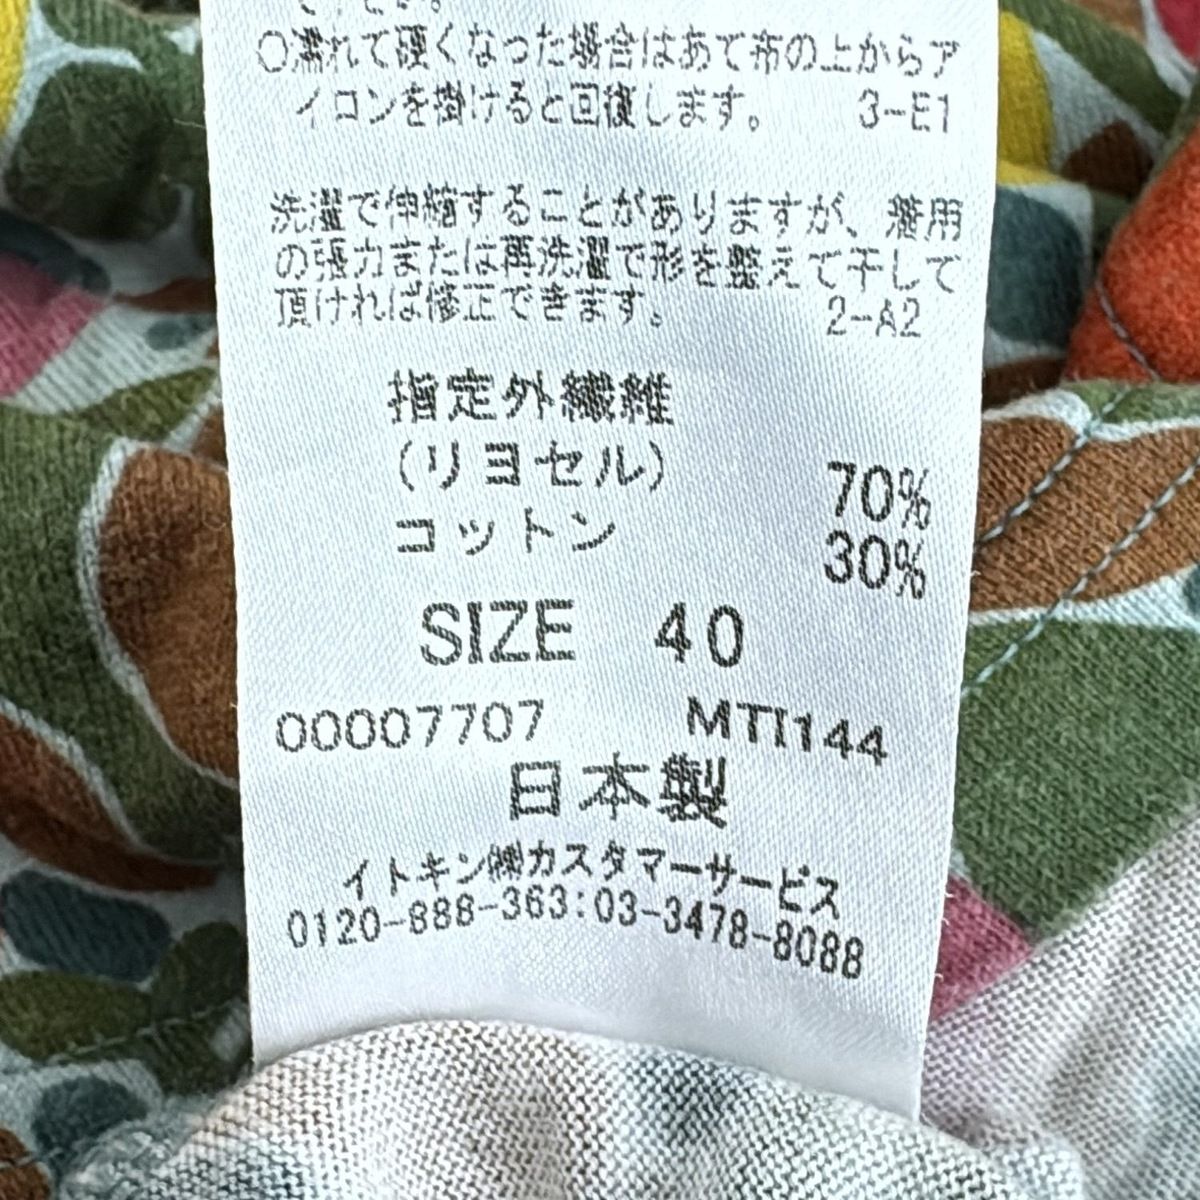 ください。
○濡れて硬くなった場合はあて布の上からア
イロンを掛けると回復します。 3-E1
洗濯で伸縮することがありますが、着用
の張力または再洗濯で形を整えて干して
頂ければ修正できます。 2-A2
指定外繊維
(リヨセル) 70%
コットン 30%
SIZE 40
00007707 MTI144
日本製
イトキン㈱カスタマーサービス
0120-888-363:03-3478-8088